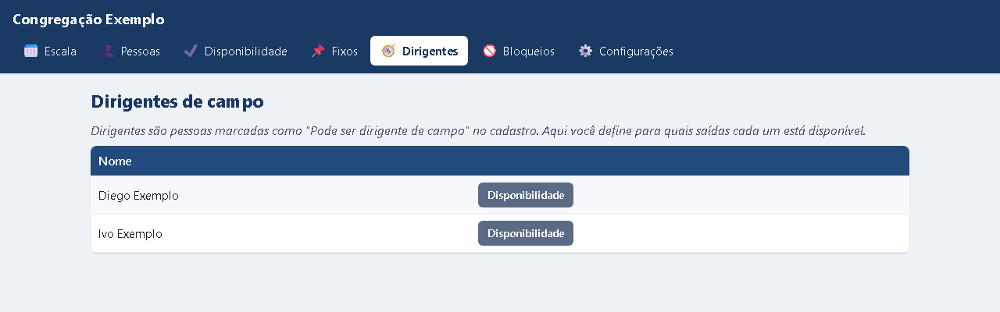 Congregação Exemplo
Escala Pessoas Disponibilidade Fixos Dirigentes Bloqueios Configurações
Dirigentes de campo
Dirigentes são pessoas marcadas como "Pode ser dirigente de campo" no cadastro. Aqui você define para quais saídas cada um está disponível.
Nome
Diego Exemplo Disponibilidade
Ivo Exemplo Disponibilidade